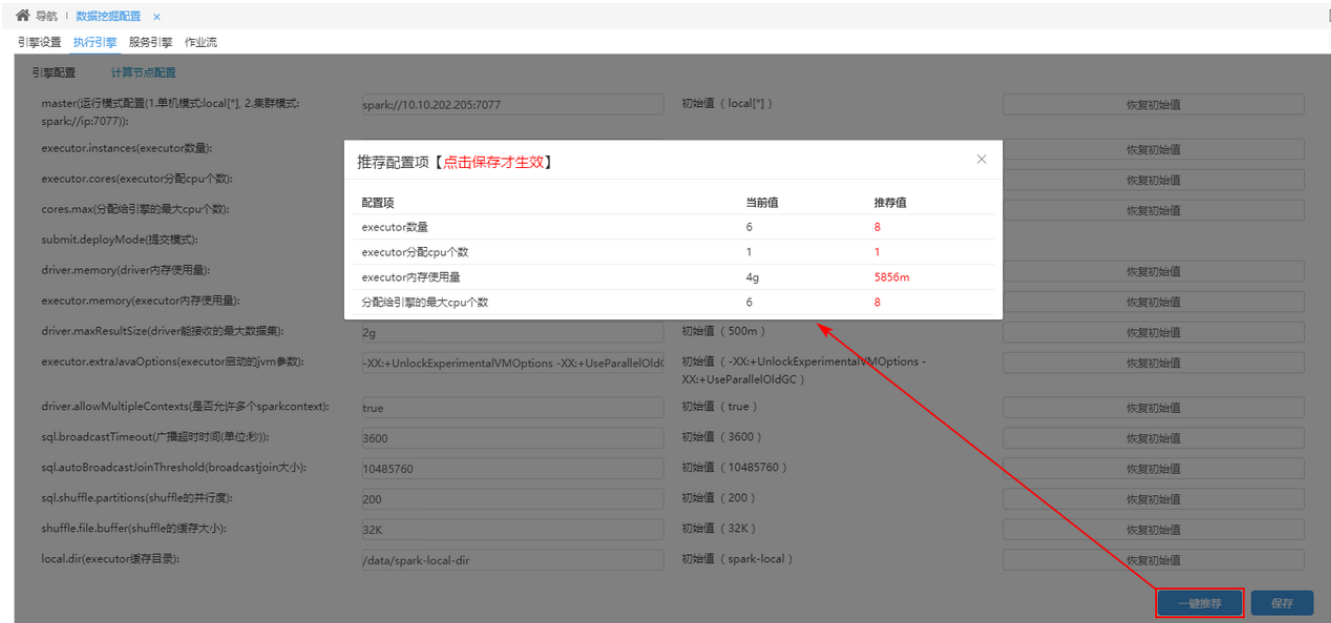 导航 | 数据挖掘配置 ×
引擎设置 执行引擎 服务引擎 作业流
引擎配置 计算节点配置
master(运行模式配置(1.单机模式:local[*], 2.集群模式: spark://10.10.202.205:7077 初始值 ( local[*] ) 恢复初始值
spark://ip:7077)):
executor.instances(executor数量): 恢复初始值
executor.cores(executor分配cpu个数): 恢复初始值
cores.max(分配给引擎的最大cpu个数): 恢复初始值
submit.deployMode(提交模式):
driver.memory(driver内存使用量): 恢复初始值
executor.memory(executor内存使用量): 恢复初始值
推荐配置项【点击保存才生效】 ×
配置项 当前值 推荐值
executor数量 6 8
executor分配cpu个数 1 1
executor内存使用量 4g 5856m
分配给引擎的最大cpu个数 6 8
driver.maxResultSize(driver能接收的最大数据集): 2g 初始值 ( 500m ) 恢复初始值
executor.extraJavaOptions(executor启动的jvm参数): -XX:+UnlockExperimentalVMOptions -XX:+UseParallelOldG 初始值 ( -XX:+UnlockExperimentalVMOptions - 恢复初始值
XX:+UseParallelOldGC )
driver.allowMultipleContexts(是否允许多个sparkcontext): true 初始值 ( true ) 恢复初始值
sql.broadcastTimeout(广播超时时间(单位:秒)): 3600 初始值 ( 3600 ) 恢复初始值
sql.autoBroadcastJoinThreshold(broadcastjoin大小): 10485760 初始值 ( 10485760 ) 恢复初始值
sql.shuffle.partitions(shuffle的并行度): 200 初始值 ( 200 ) 恢复初始值
shuffle.file.buffer(shuffle的缓存大小): 32K 初始值 ( 32K ) 恢复初始值
local.dir(executor缓存目录): /data/spark-local-dir 初始值 ( spark-local ) 恢复初始值
一键推荐 保存